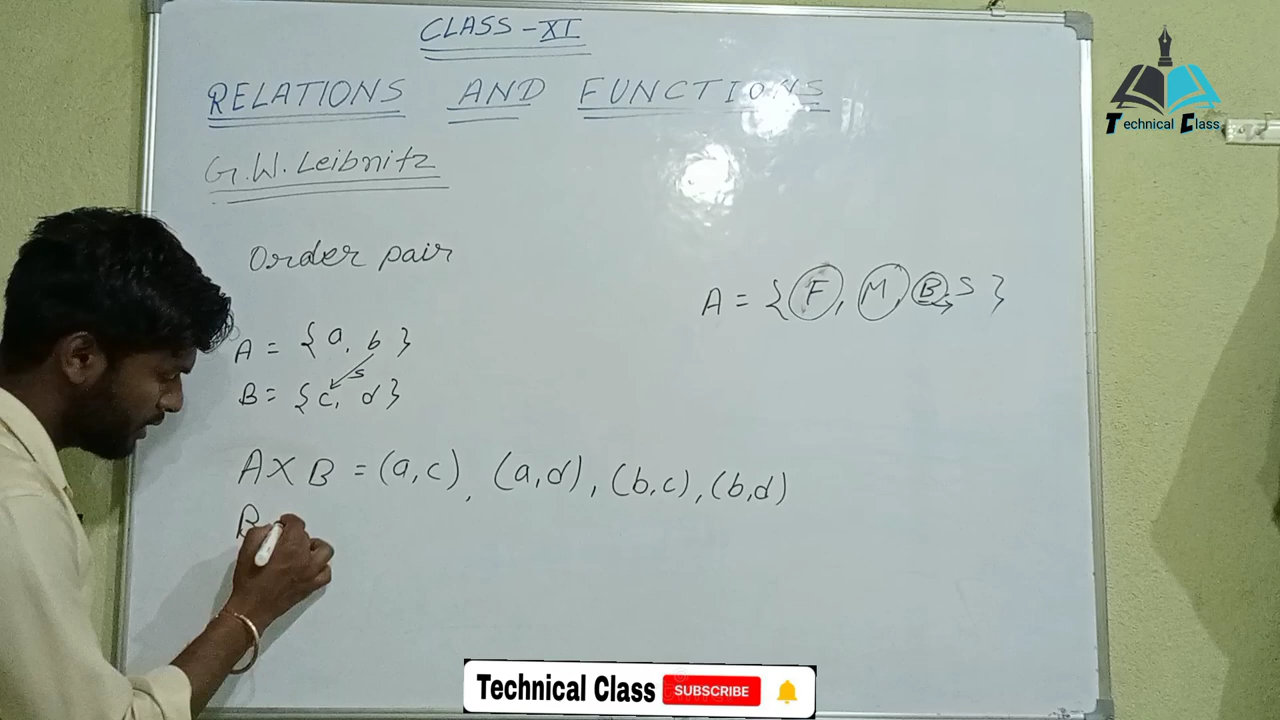 CLASS-XI
RELATIONS AND FUNCTIONS
G.W.Leibnitz
Order pair
A = {F, M, B, S}
A = {a, b}
s
B = {c, d}
A X B = (a,c), (a,d), (b,c), (b,d)
B
Technical Class
Technical Class SUBSCRIBE